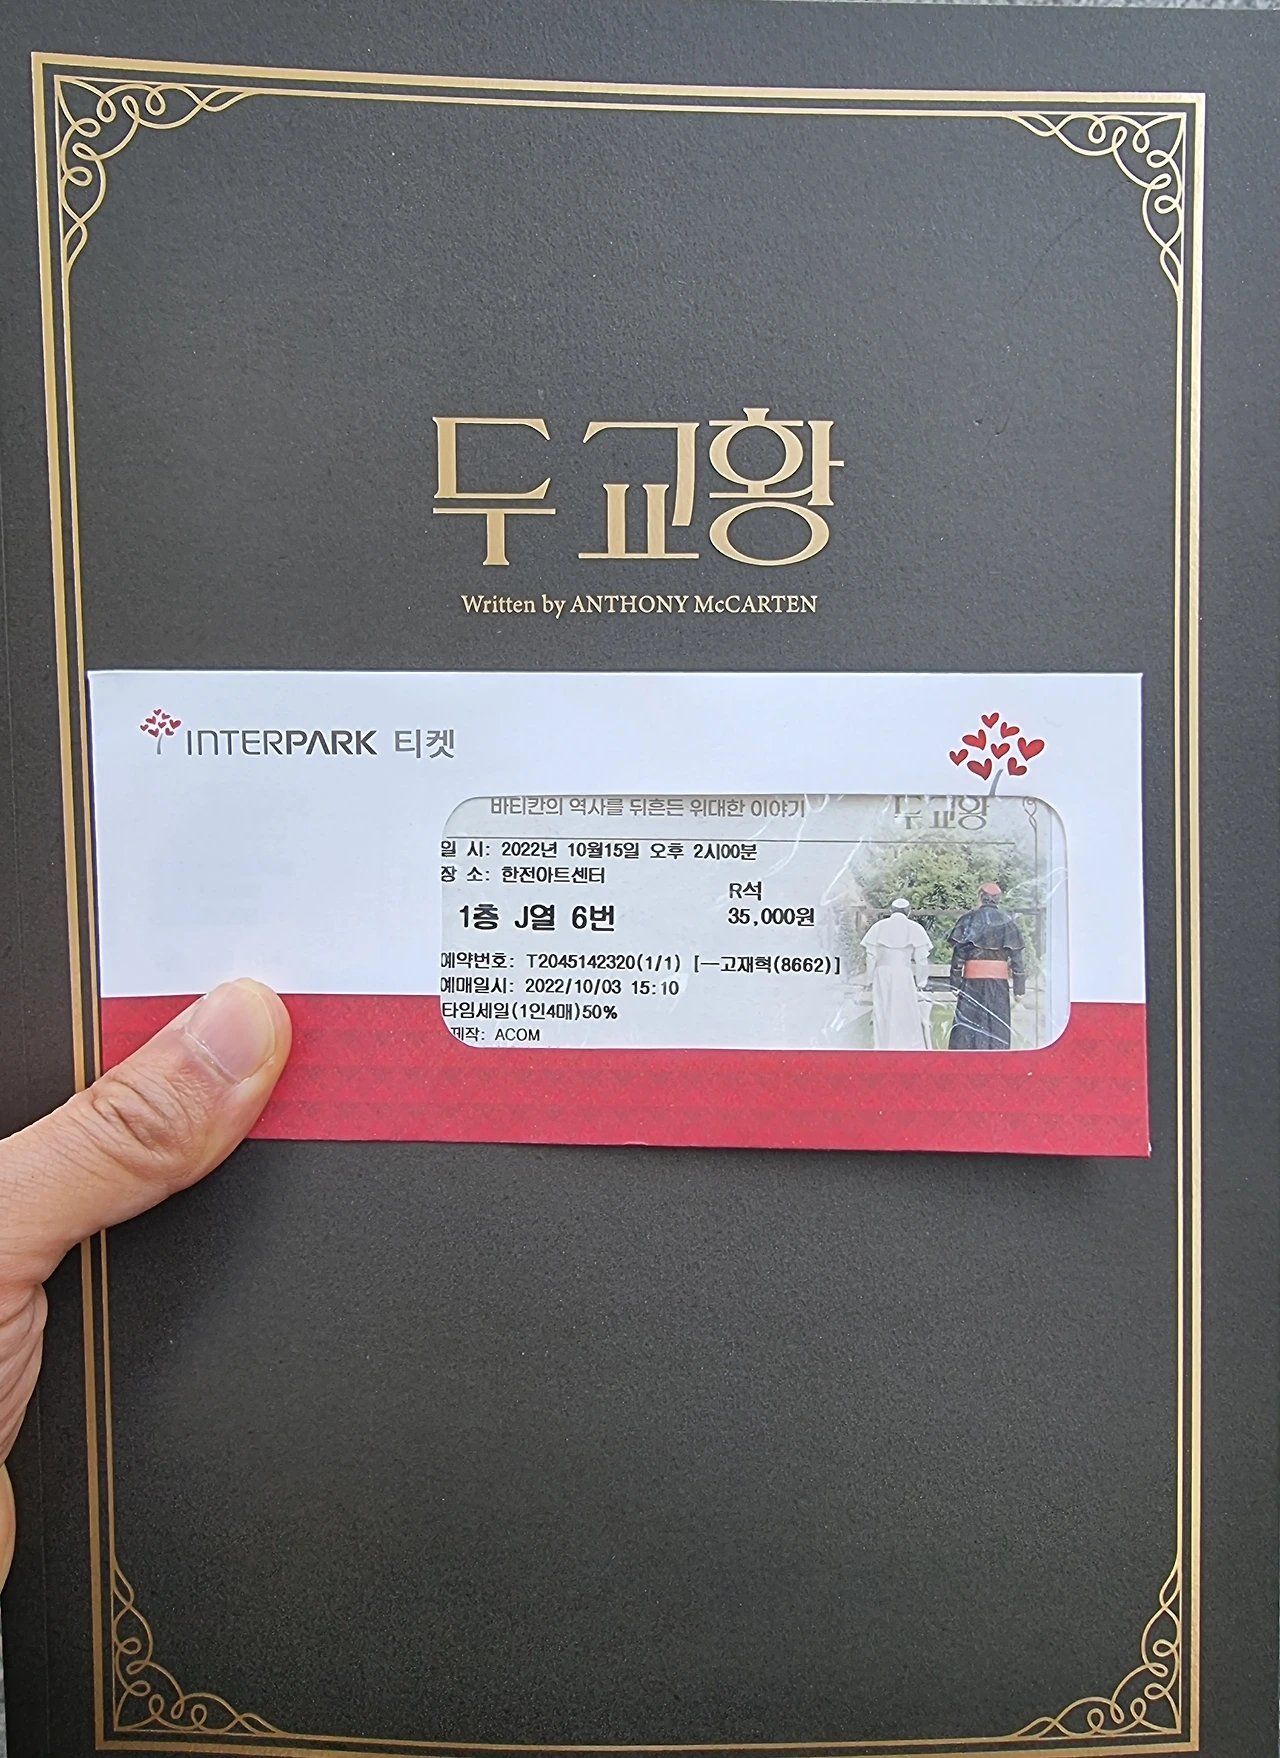 두 교황
Written by ANTHONY McCARTEN
INTERPARK 티켓
바티칸의 역사를 뒤흔든 위대한 이야기
두 교황
일 시: 2022년 10월15일 오후 2시00분
장 소: 한전아트센터
R석
1층 J열 6번
35,000원
예약번호: T2045142320(1/1) [—고재혁(8662)]
예매일시: 2022/10/03 15:10
타임세일(1인4매)50%
제작: ACOM